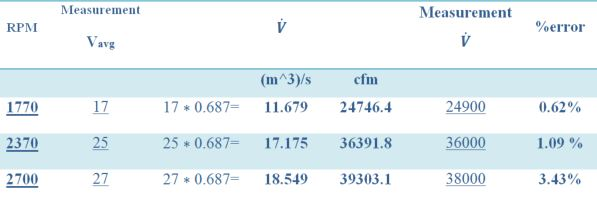 RPM Measurement Vavg V̇ Measurement V̇ %error
(m^3)/s cfm
1770 17 17 * 0.687= 11.679 24746.4 24900 0.62%
2370 25 25 * 0.687= 17.175 36391.8 36000 1.09 %
2700 27 27 * 0.687= 18.549 39303.1 38000 3.43%